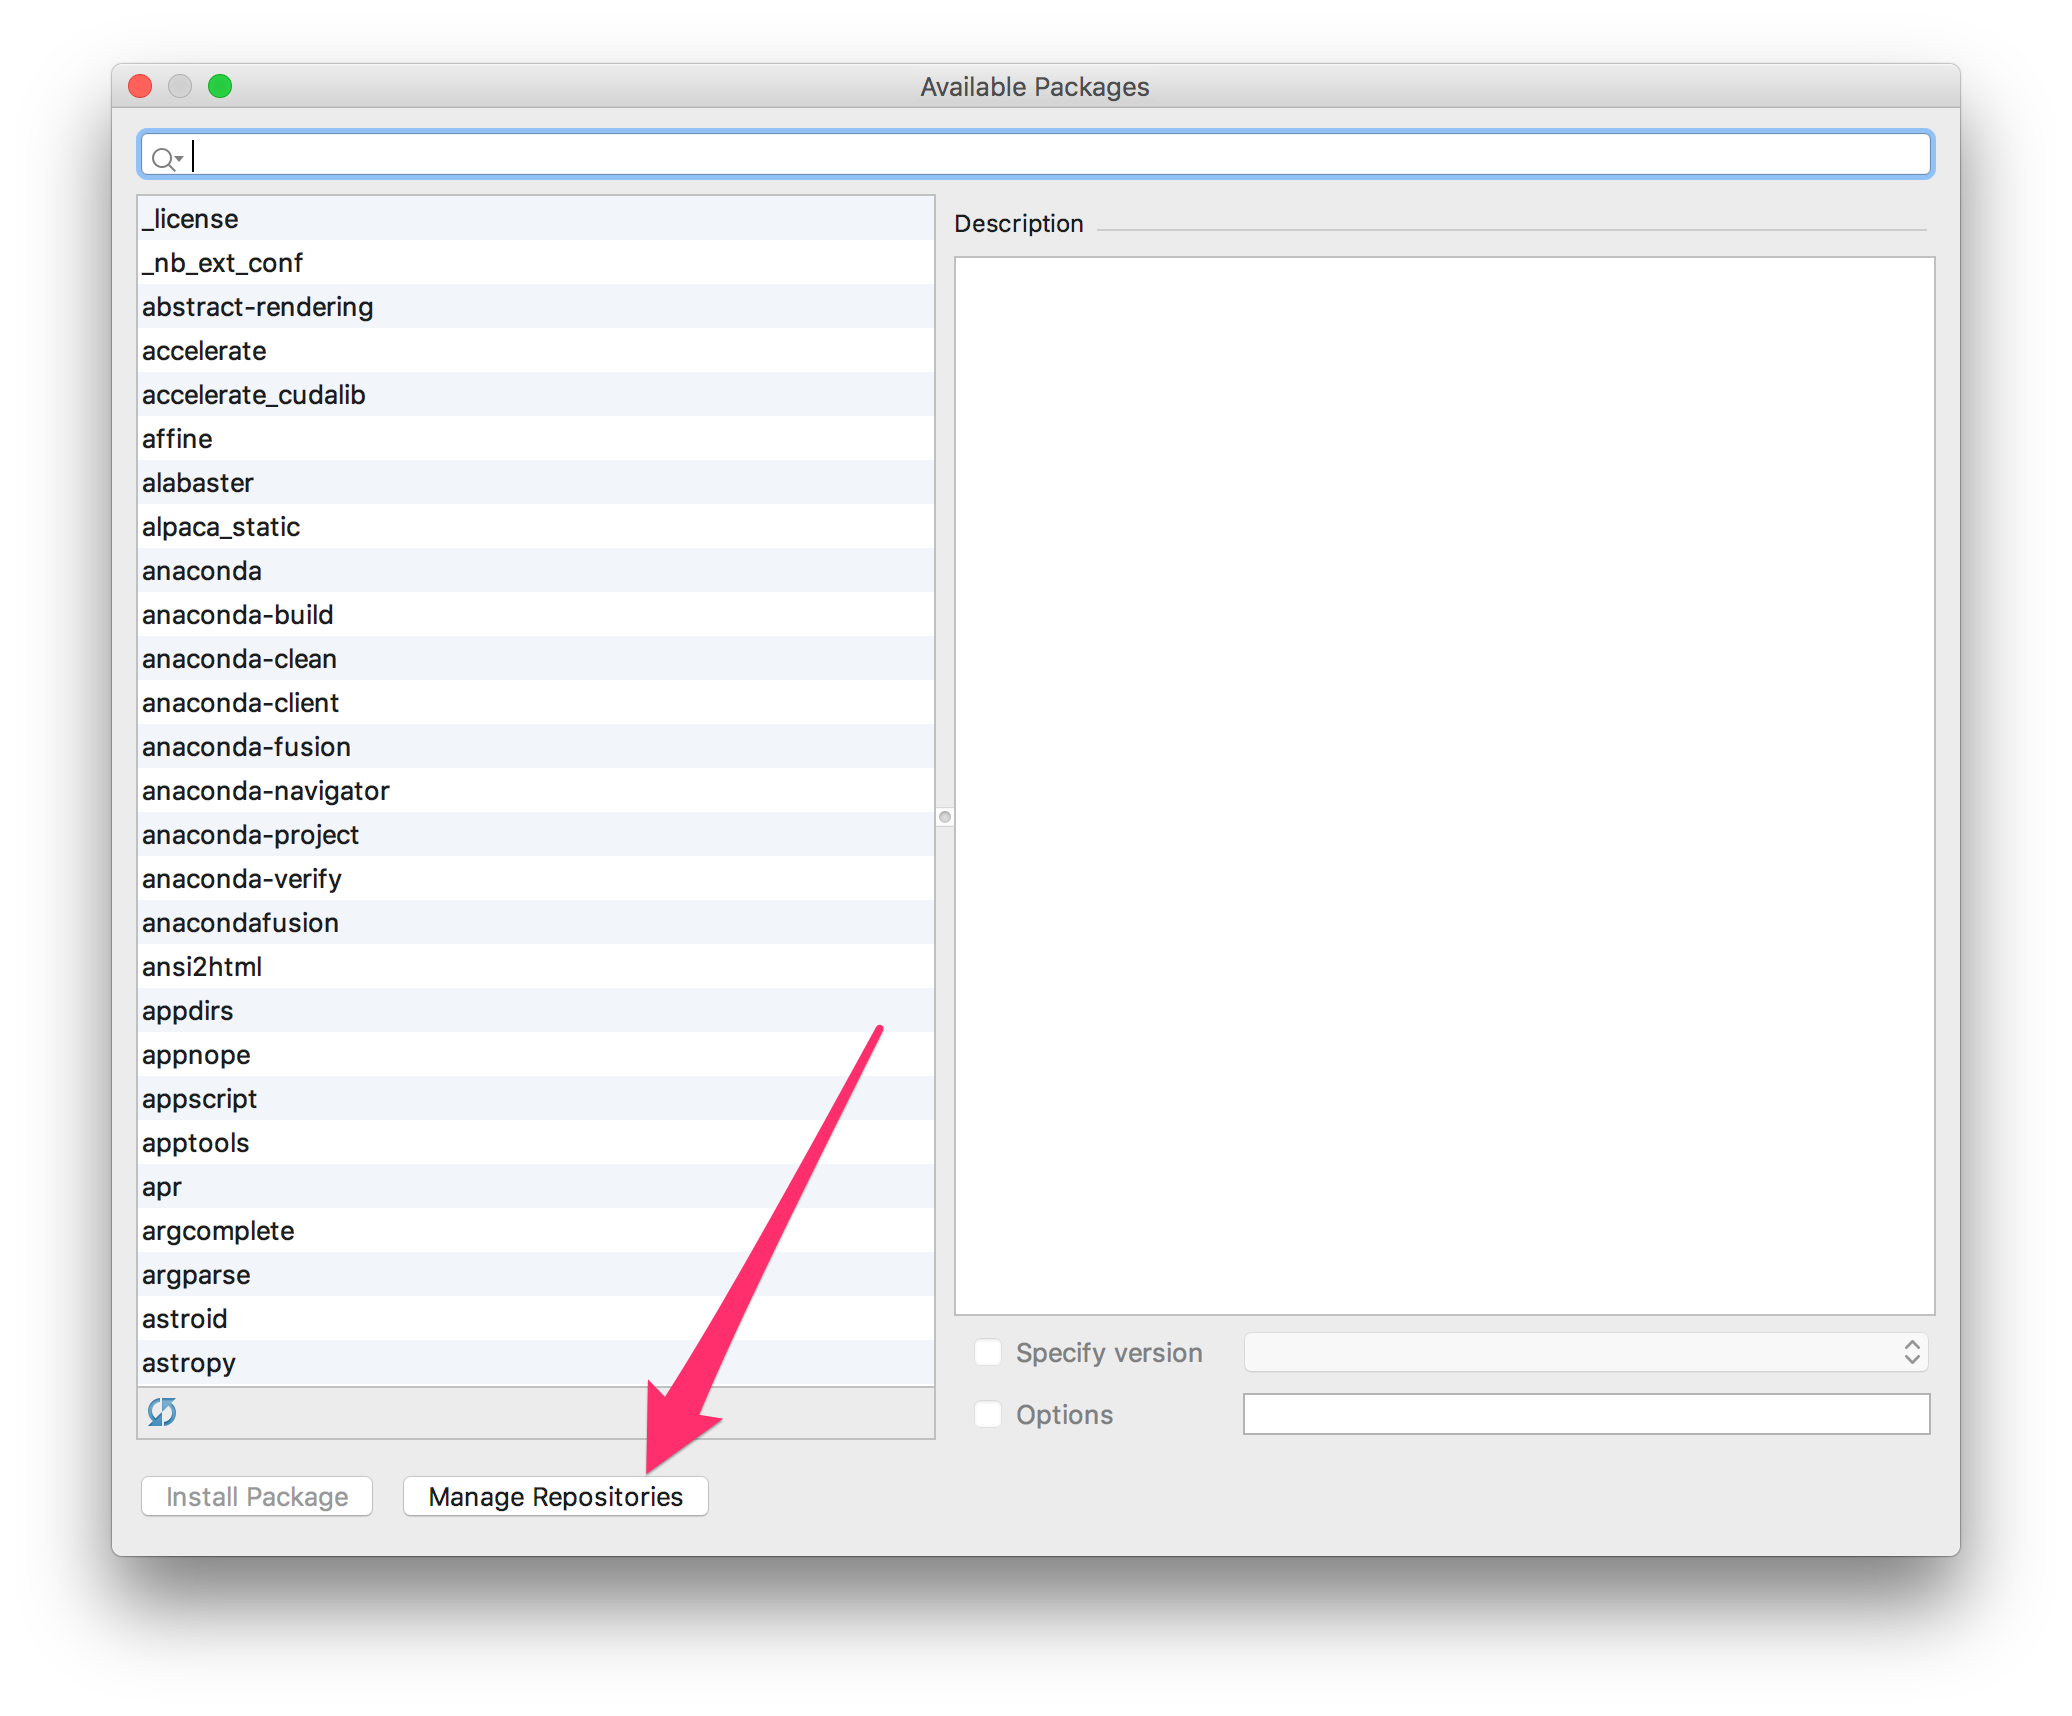 Available Packages
_license
_nb_ext_conf
abstract-rendering
accelerate
accelerate_cudalib
affine
alabaster
alpaca_static
anaconda
anaconda-build
anaconda-clean
anaconda-client
anaconda-fusion
anaconda-navigator
anaconda-project
anaconda-verify
anacondafusion
ansi2html
appdirs
appnope
appscript
apptools
apr
argcomplete
argparse
astroid
astropy
Description
Specify version
Options
Install Package
Manage Repositories